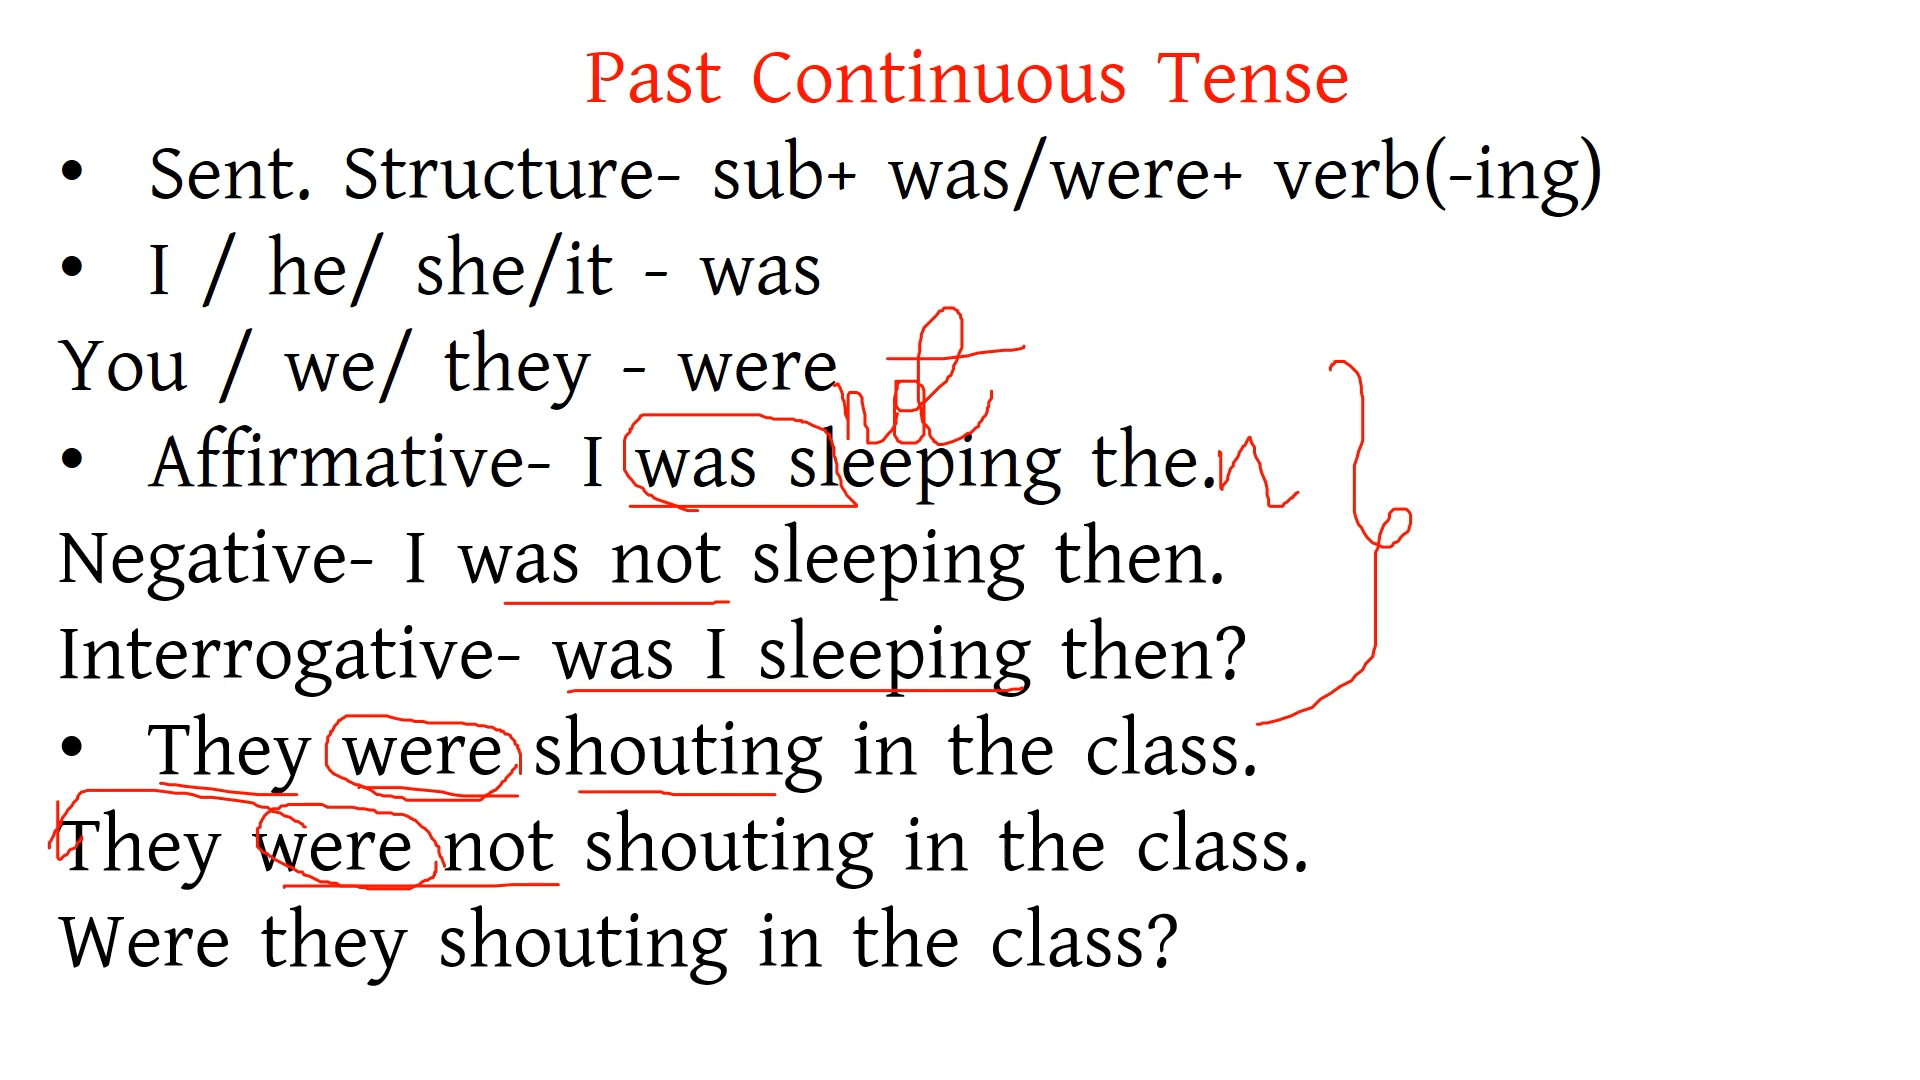 Past Continuous Tense
• Sent. Structure- sub+ was/were+ verb(-ing)
• I / he/ she/it - was
You / we/ they - were
not
• Affirmative- I was sleeping the.n
Negative- I was not sleeping then.
Interrogative- was I sleeping then?
• They were shouting in the class.
They were not shouting in the class.
Were they shouting in the class?